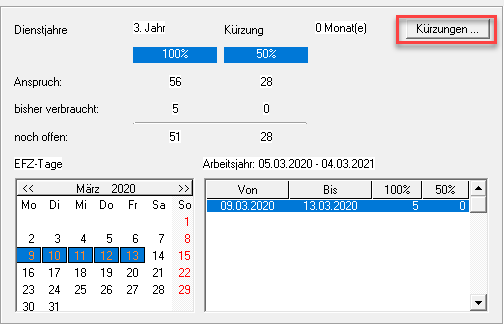 Dienstjahre 3. Jahr Kürzung 0 Monat(e) Kürzungen ...
100% 50%
Anspruch: 56 28
bisher verbraucht: 5 0
noch offen: 51 28
EFZ-Tage Arbeitsjahr: 05.03.2020 - 04.03.2021
<< März 2020 >>
Mo Di Mi Do Fr Sa So
1
2 3 4 5 6 7 8
9 10 11 12 13 14 15
16 17 18 19 20 21 22
23 24 25 26 27 28 29
30 31
Von Bis 100% 50%
09.03.2020 13.03.2020 5 0